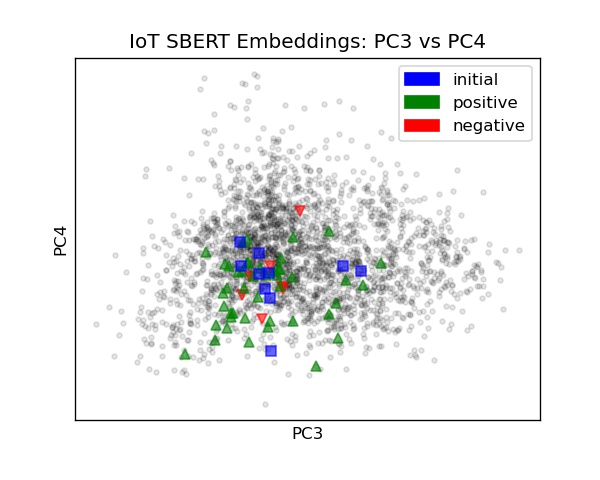 IoT SBERT Embeddings: PC3 vs PC4
initial
positive
negative
PC4
PC3